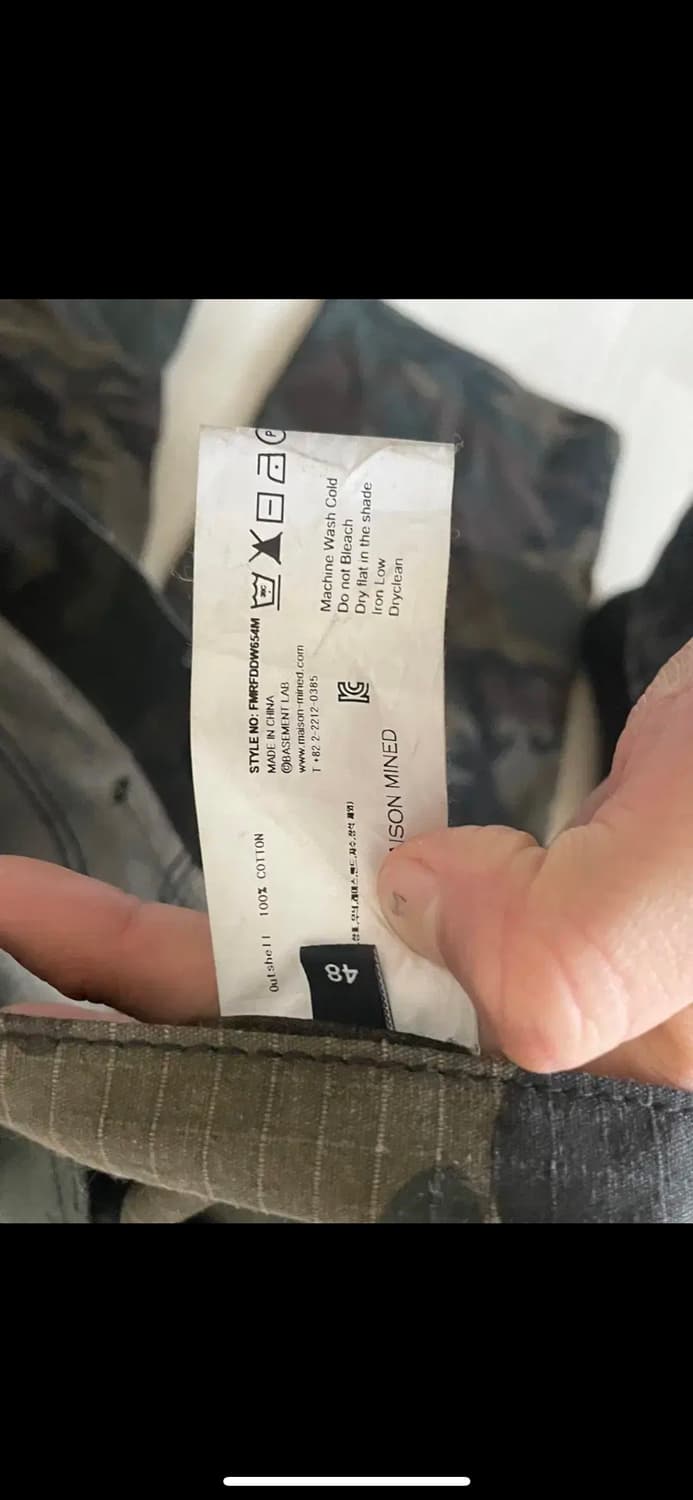 Outshell 100% COTTON
STYLE NO: FMRFDDW654M
MADE IN CHINA
©BASEMENT LAB
www.maison-mined.com
T +82 2-2212-0385
Machine Wash Cold
Do not Bleach
Dry flat in the shade
Iron Low
Dryclean
ISON MINED
48
P